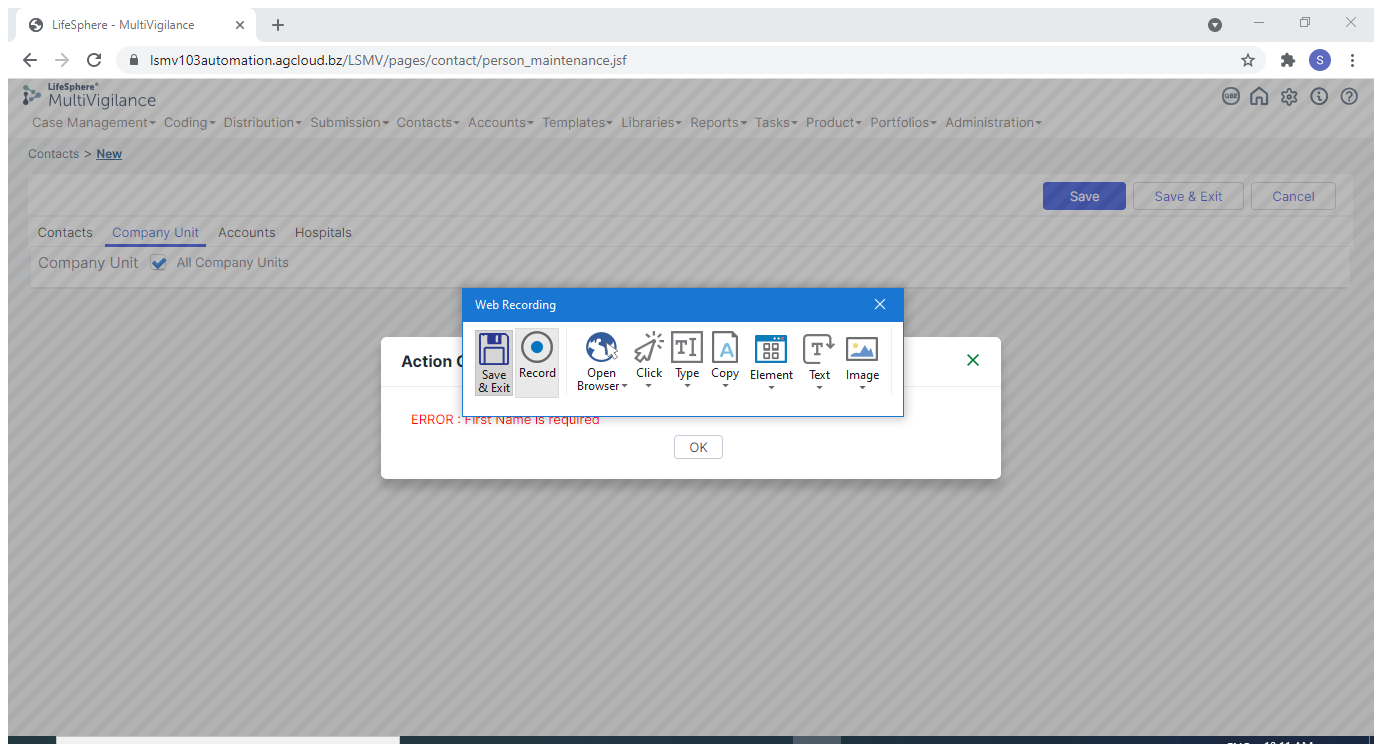 LifeSphere - MultiVigilance
lsmv103automation.agcloud.bz/LSMV/pages/contact/person_maintenance.jsf
S
LifeSphere®
MultiVigilance
QBE
Case Management Coding Distribution Submission Contacts Accounts Templates Libraries Reports Tasks Product Portfolios Administration
Contacts > New
Save Save & Exit Cancel
Contacts Company Unit Accounts Hospitals
Company Unit All Company Units
Web Recording
Save & Exit
Record
Open Browser
Click
Type
Copy
Element
Text
Image
Action
ERROR : First Name is required
OK